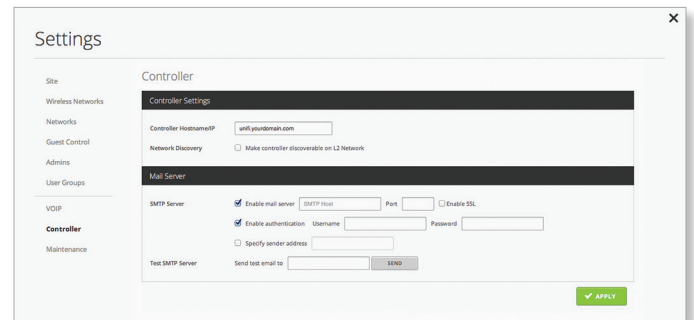 Settings
Site
Wireless Networks
Networks
Guest Control
Admins
User Groups
VOIP
Controller
Maintenance
Controller
Controller Settings
Controller Hostname/IP unifi.yourdomain.com
Network Discovery Make controller discoverable on L2 Network
Mail Server
SMTP Server Enable mail server SMTP Host Port Enable SSL
Enable authentication Username Password
Specify sender address
Test SMTP Server Send test email to SEND
APPLY